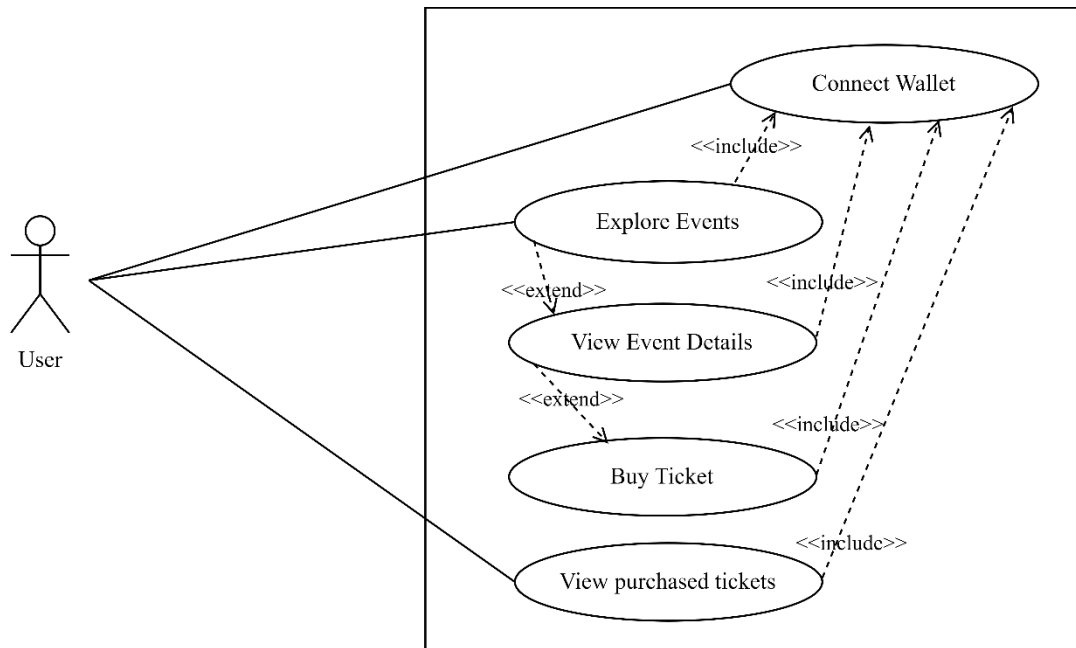 Connect Wallet
<<include>>
Explore Events
<<extend>>
<<include>>
View Event Details
<<extend>>
<<include>>
Buy Ticket
<<include>>
View purchased tickets
User